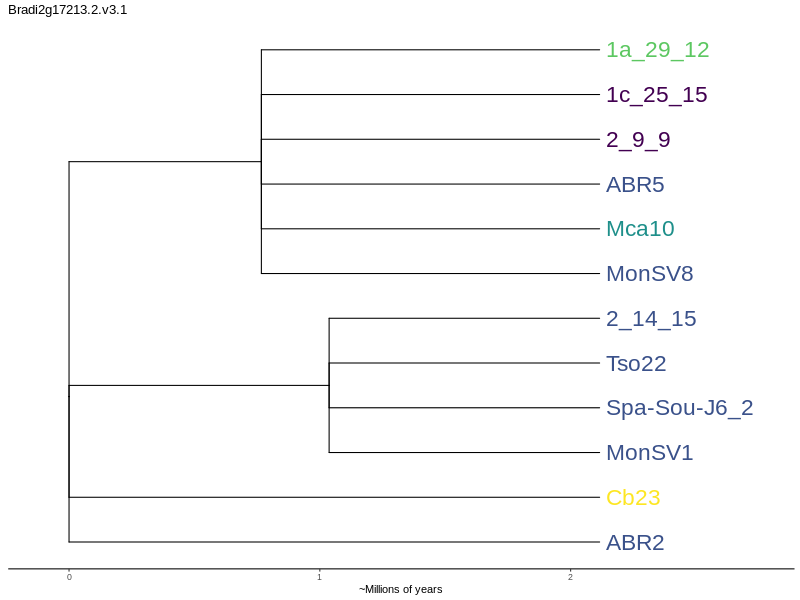 Bradi2g17213.2.v3.1
1a_29_12
1c_25_15
2_9_9
ABR5
Mca10
MonSV8
2_14_15
Tso22
Spa-Sou-J6_2
MonSV1
Cb23
ABR2
0 1 2
~Millions of years